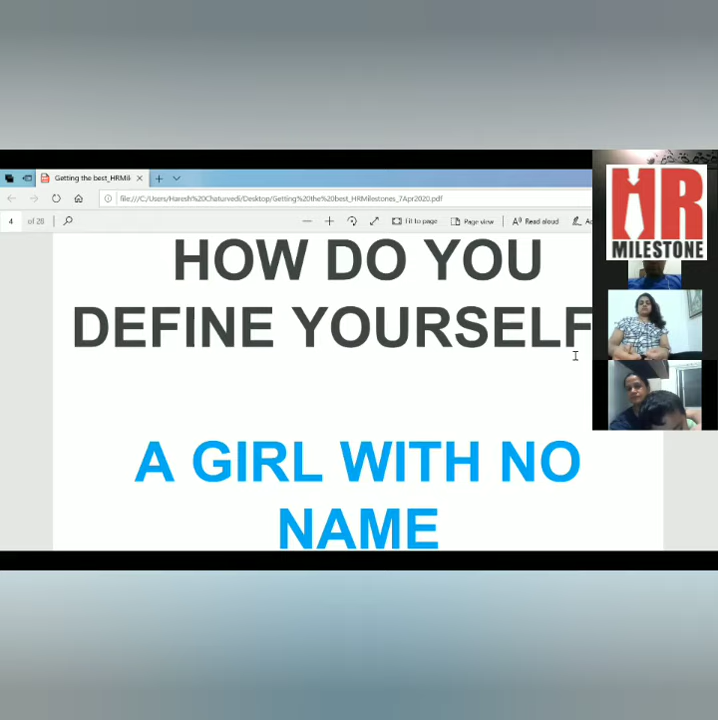 Getting the best_HRMil
file:///C:/Users/Haresh%20Chaturvedi/Desktop/Getting%20the%20best_HRMilestones_7Apr2020.pdf
4 of 28
Fit to page
Page view
Read aloud
HR
MILESTONE
HOW DO YOU
DEFINE YOURSELF
A GIRL WITH NO
NAME